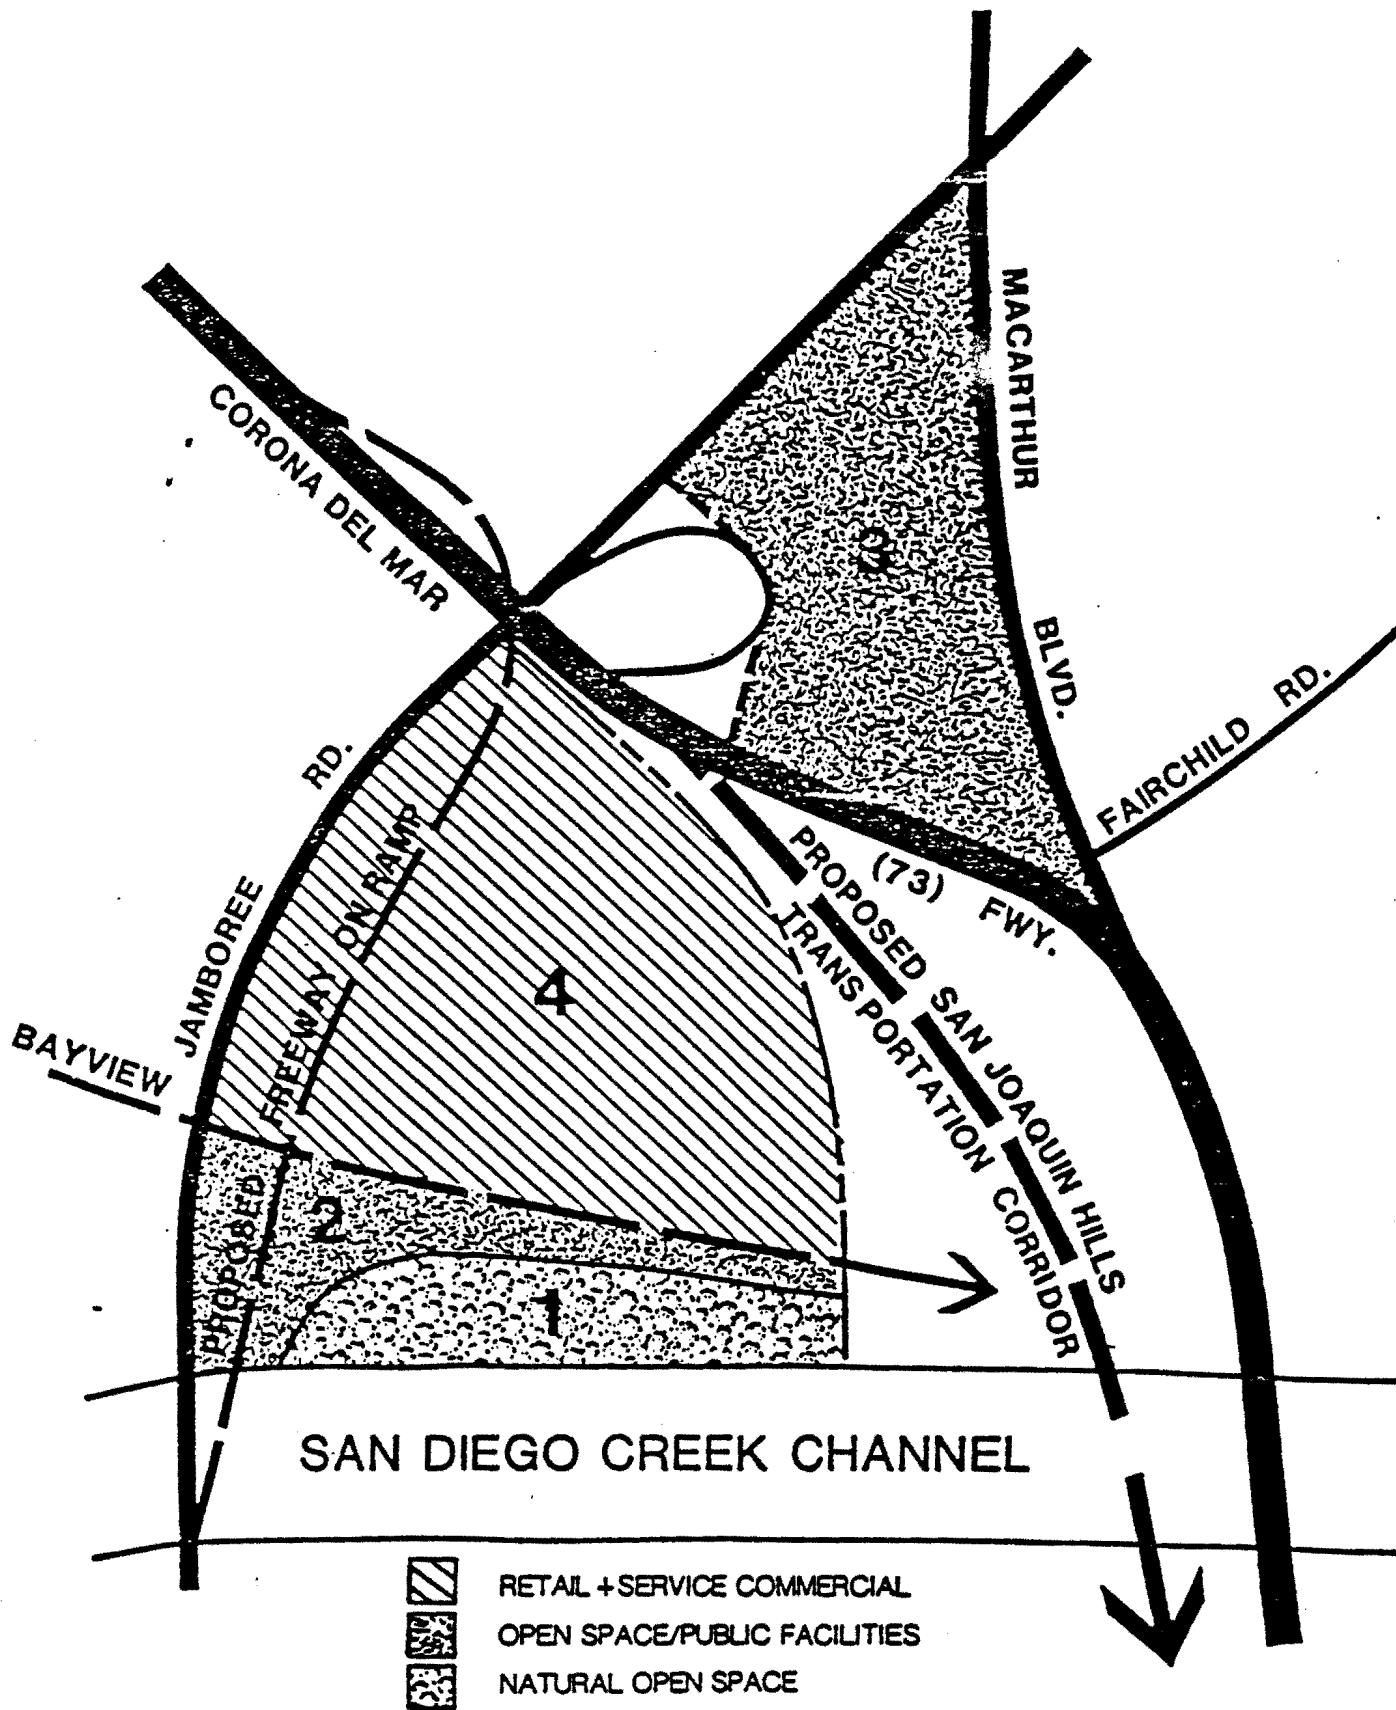 MACARTHUR
BLVD.
CORONA DEL MAR
3
FAIRCHILD RD.
JAMBOREE RD.
(73) FWY.
PROPOSED SAN JOAQUIN HILLS
TRANSPORTATION CORRIDOR
PROPOSED FREEWAY ON RAMP
4
BAYVIEW
2
1
SAN DIEGO CREEK CHANNEL
RETAIL + SERVICE COMMERCIAL
OPEN SPACE/PUBLIC FACILITIES
NATURAL OPEN SPACE